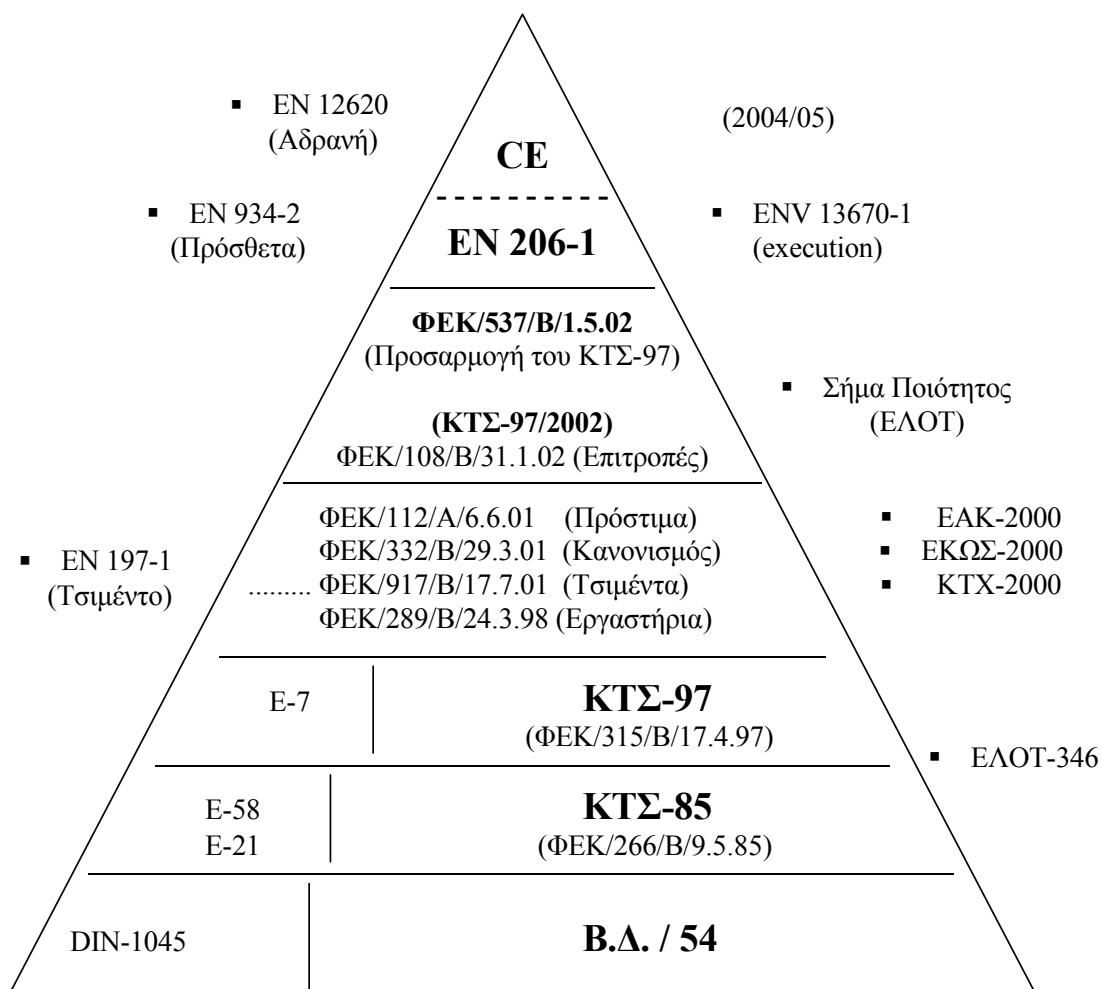 ▪ EN 12620
(Αδρανή)
(2004/05)
CE
▪ EN 934-2
(Πρόσθετα)
▪ ENV 13670-1
(execution)
EN 206-1
ΦΕΚ/537/Β/1.5.02
(Προσαρμογή του ΚΤΣ-97)
▪ Σήμα Ποιότητος
(ΕΛΟΤ)
(ΚΤΣ-97/2002)
ΦΕΚ/108/Β/31.1.02 (Επιτροπές)
▪ EN 197-1
(Τσιμέντο)
ΦΕΚ/112/Α/6.6.01 (Πρόστιμα)
ΦΕΚ/332/Β/29.3.01 (Κανονισμός)
......... ΦΕΚ/917/Β/17.7.01 (Τσιμέντα)
ΦΕΚ/289/Β/24.3.98 (Εργαστήρια)
▪ ΕΑΚ-2000
▪ ΕΚΩΣ-2000
▪ ΚΤΧ-2000
Ε-7
ΚΤΣ-97
(ΦΕΚ/315/Β/17.4.97)
▪ ΕΛΟΤ-346
Ε-58
Ε-21
ΚΤΣ-85
(ΦΕΚ/266/Β/9.5.85)
DIN-1045
Β.Δ. / 54